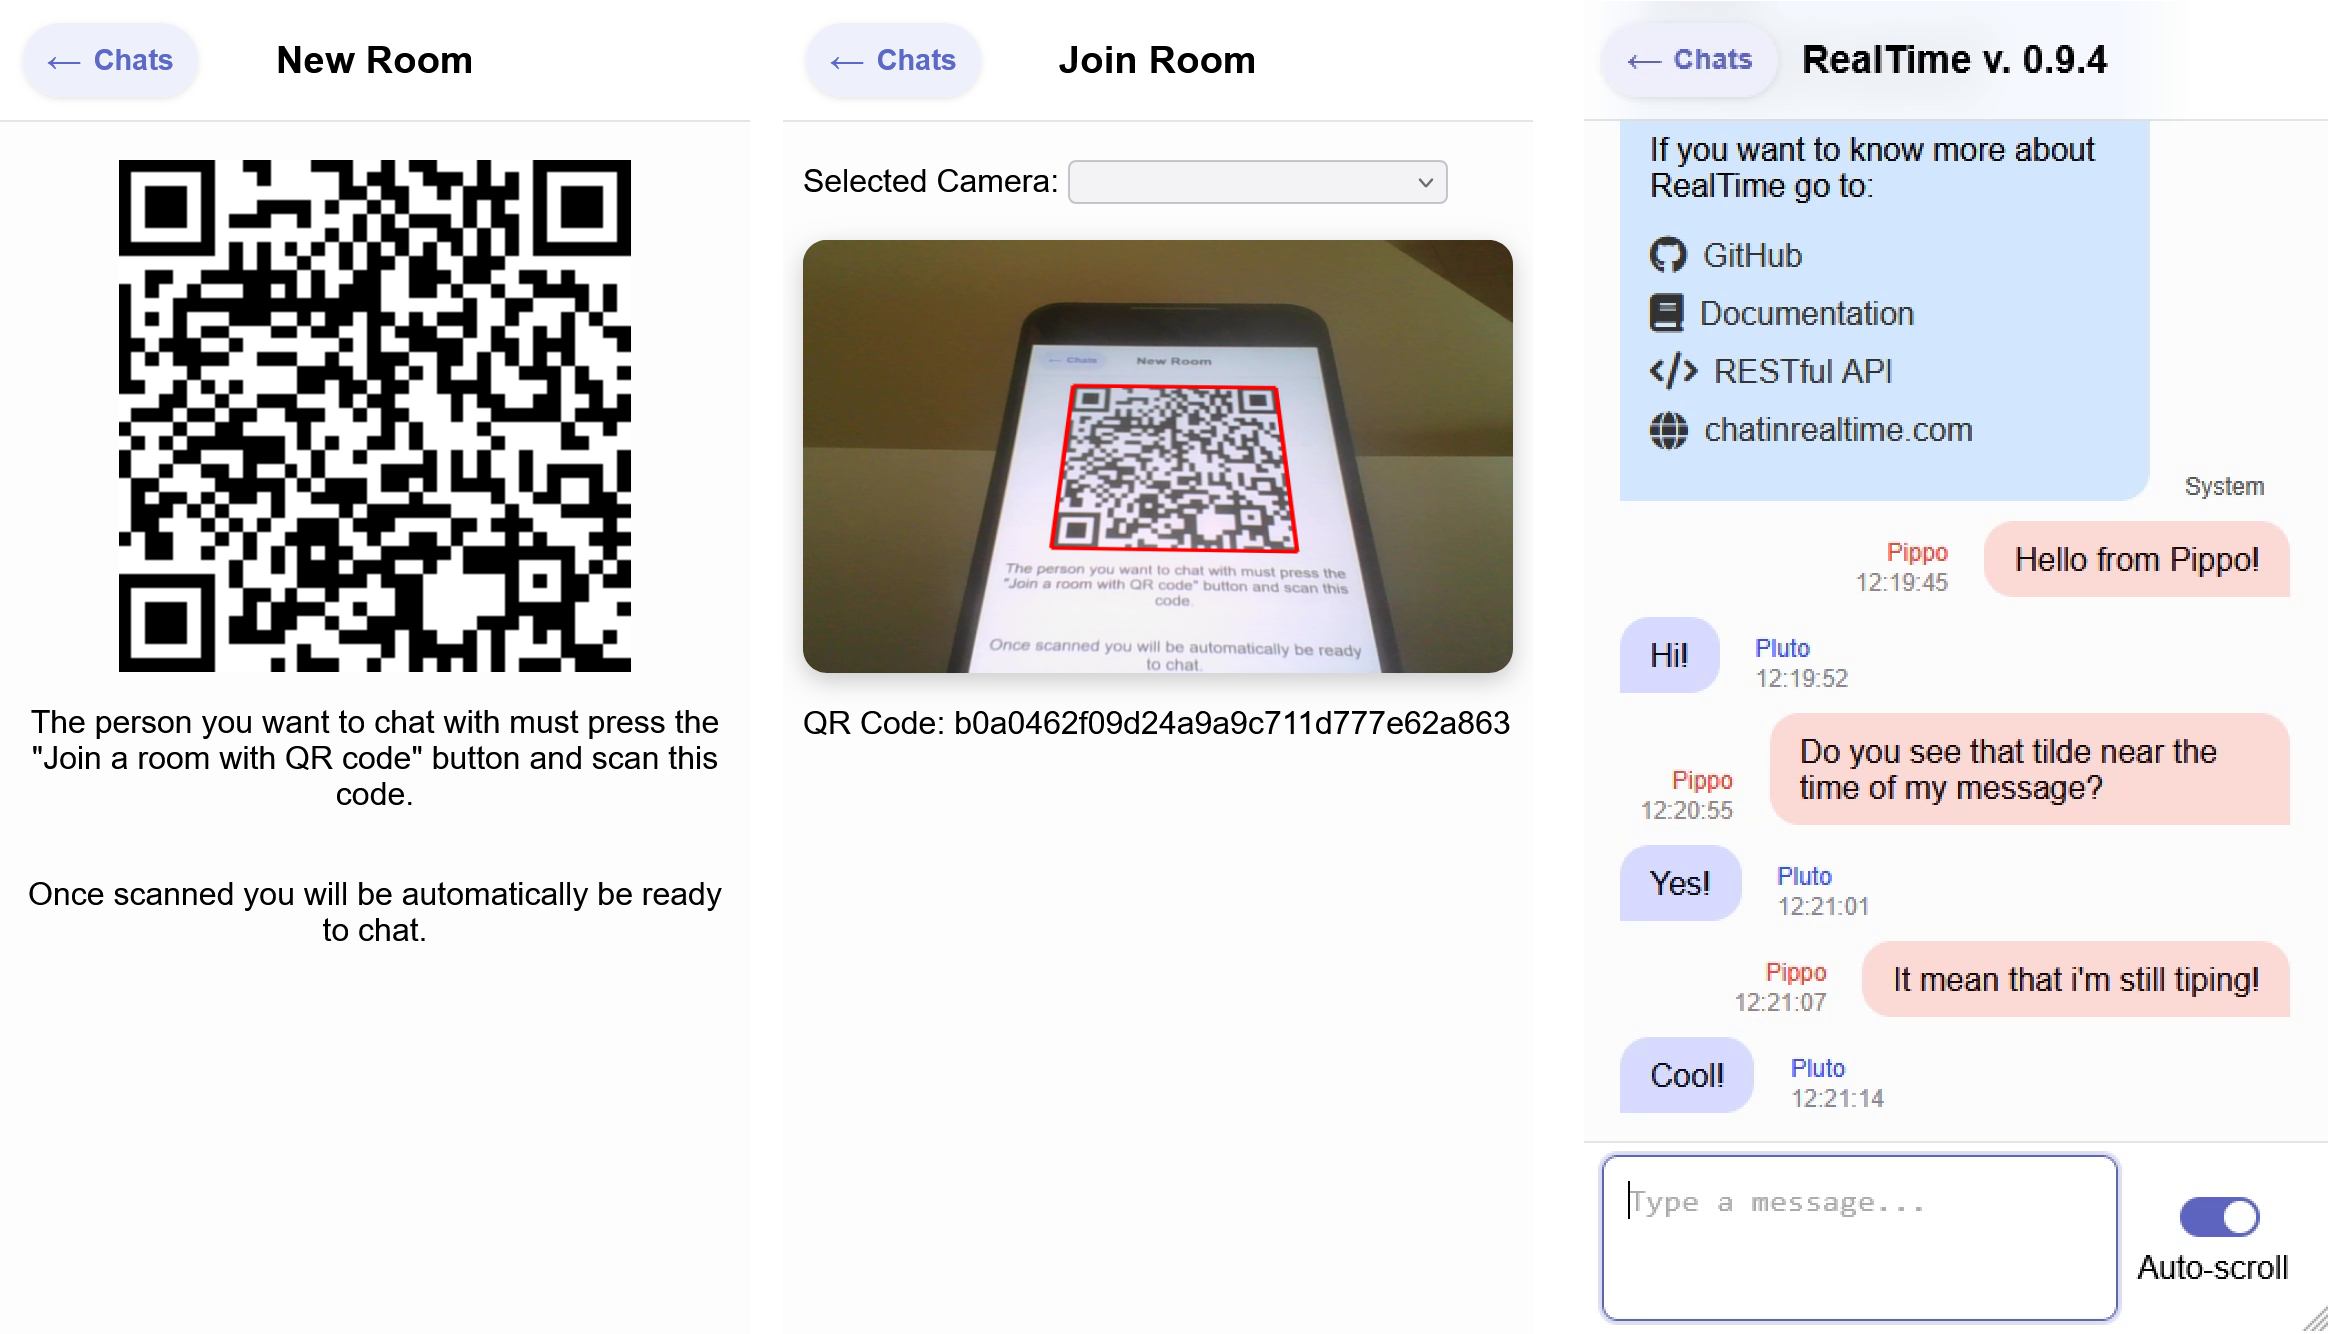 ← Chats
New Room
The person you want to chat with must press the
"Join a room with QR code" button and scan this
code.
Once scanned you will be automatically be ready
to chat.
← Chats
Join Room
Selected Camera:
← Chats
New Room
The person you want to chat with must press the
"Join a room with QR code" button and scan this
code.
Once scanned you will be automatically be ready
to chat.
QR Code: b0a0462f09d24a9a9c711d777e62a863
← Chats
RealTime v. 0.9.4
If you want to know more about
RealTime go to:
GitHub
Documentation
RESTful API
chatinrealtime.com
System
Pippo
12:19:45
Hello from Pippo!
Hi!
Pluto
12:19:52
Do you see that tilde near the
time of my message?
Pippo
12:20:55
Yes!
Pluto
12:21:01
Pippo
12:21:07
It mean that i'm still tiping!
Cool!
Pluto
12:21:14
Type a message...
Auto-scroll